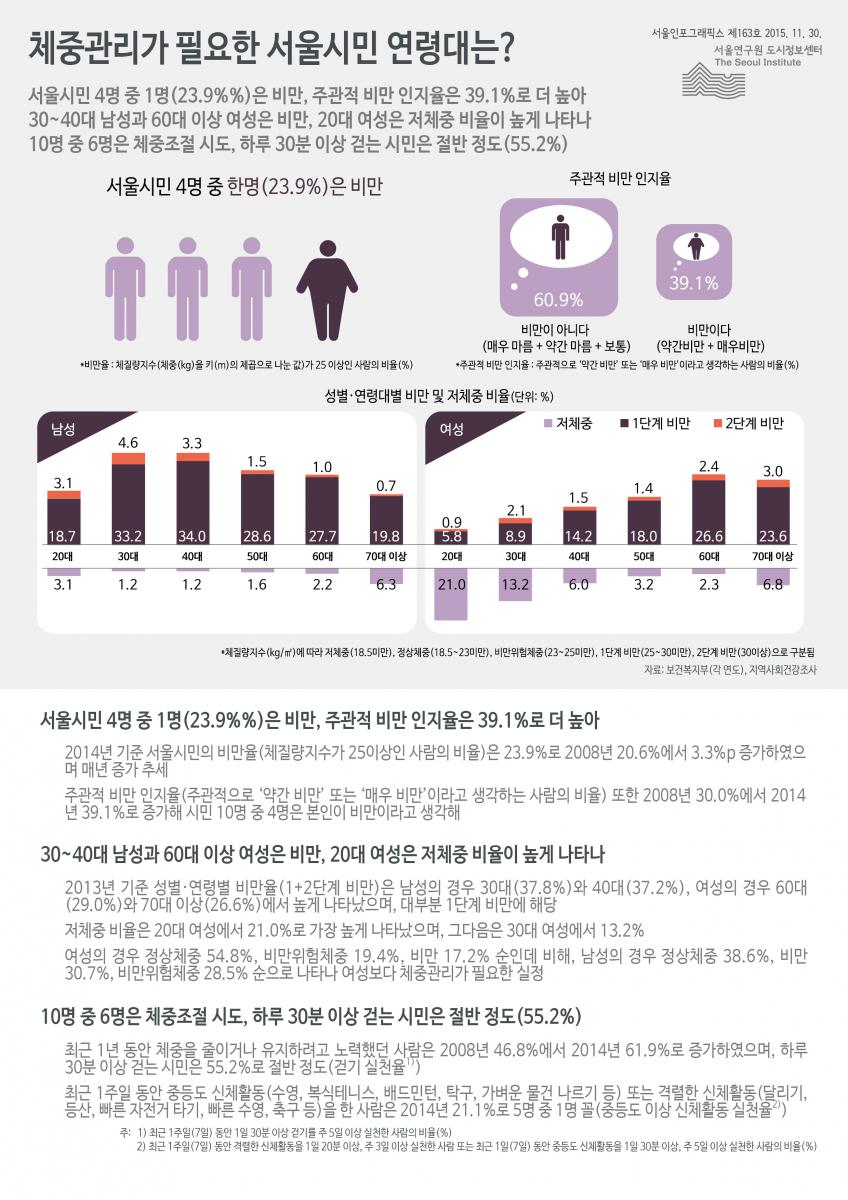 체중관리가 필요한 서울시민 연령대는?
서울인포그래픽스 제163호 2015. 11. 30.
서울연구원 도시정보센터
The Seoul Institute
서울시민 4명 중 1명(23.9%%)은 비만, 주관적 비만 인지율은 39.1%로 더 높아
30~40대 남성과 60대 이상 여성은 비만, 20대 여성은 저체중 비율이 높게 나타나
10명 중 6명은 체중조절 시도, 하루 30분 이상 걷는 시민은 절반 정도(55.2%)
서울시민 4명 중 한명(23.9%)은 비만
*비만율 : 체질량지수(체중(kg)을 키(m)의 제곱으로 나눈 값)가 25 이상인 사람의 비율(%)
주관적 비만 인지율
60.9%
39.1%
비만이 아니다
(매우 마름 + 약간 마름 + 보통)
비만이다
(약간비만 + 매우비만)
*주관적 비만 인지율 : 주관적으로 '약간 비만' 또는 '매우 비만'이라고 생각하는 사람의 비율(%)
성별·연령대별 비만 및 저체중 비율(단위: %)
남성
3.1 4.6 3.3 1.5 1.0 0.7
18.7 33.2 34.0 28.6 27.7 19.8
20대 30대 40대 50대 60대 70대 이상
3.1 1.2 1.2 1.6 2.2 6.3
여성
저체중 1단계 비만 2단계 비만
0.9 2.1 1.5 1.4 2.4 3.0
5.8 8.9 14.2 18.0 26.6 23.6
20대 30대 40대 50대 60대 70대 이상
21.0 13.2 6.0 3.2 2.3 6.8
*체질량지수(kg/㎡)에 따라 저체중(18.5미만), 정상체중(18.5~23미만), 비만위험체중(23~25미만), 1단계 비만(25~30미만), 2단계 비만(30이상)으로 구분됨
자료: 보건복지부(각 연도), 지역사회건강조사
서울시민 4명 중 1명(23.9%%)은 비만, 주관적 비만 인지율은 39.1%로 더 높아
2014년 기준 서울시민의 비만율(체질량지수가 25이상인 사람의 비율)은 23.9%로 2008년 20.6%에서 3.3%p 증가하였으
며 매년 증가 추세
주관적 비만 인지율(주관적으로 '약간 비만' 또는 '매우 비만'이라고 생각하는 사람의 비율) 또한 2008년 30.0%에서 2014
년 39.1%로 증가해 시민 10명 중 4명은 본인이 비만이라고 생각해
30~40대 남성과 60대 이상 여성은 비만, 20대 여성은 저체중 비율이 높게 나타나
2013년 기준 성별·연령별 비만율(1+2단계 비만)은 남성의 경우 30대(37.8%)와 40대(37.2%), 여성의 경우 60대
(29.0%)와 70대 이상(26.6%)에서 높게 나타났으며, 대부분 1단계 비만에 해당
저체중 비율은 20대 여성에서 21.0%로 가장 높게 나타났으며, 그다음은 30대 여성에서 13.2%
여성의 경우 정상체중 54.8%, 비만위험체중 19.4%, 비만 17.2% 순인데 비해, 남성의 경우 정상체중 38.6%, 비만
30.7%, 비만위험체중 28.5% 순으로 나타나 여성보다 체중관리가 필요한 실정
10명 중 6명은 체중조절 시도, 하루 30분 이상 걷는 시민은 절반 정도(55.2%)
최근 1년 동안 체중을 줄이거나 유지하려고 노력했던 사람은 2008년 46.8%에서 2014년 61.9%로 증가하였으며, 하루
30분 이상 걷는 시민은 55.2%로 절반 정도(걷기 실천율1))
최근 1주일 동안 중등도 신체활동(수영, 복식테니스, 배드민턴, 탁구, 가벼운 물건 나르기 등) 또는 격렬한 신체활동(달리기,
등산, 빠른 자전거 타기, 빠른 수영, 축구 등)을 한 사람은 2014년 21.1%로 5명 중 1명 꼴(중등도 이상 신체활동 실천율2))
주: 1) 최근 1주일(7일) 동안 1일 30분 이상 걷기를 주 5일 이상 실천한 사람의 비율(%)
2) 최근 1주일(7일) 동안 격렬한 신체활동을 1일 20분 이상, 주 3일 이상 실천한 사람 또는 최근 1일(7일) 동안 중등도 신체활동을 1일 30분 이상, 주 5일 이상 실천한 사람의 비율(%)